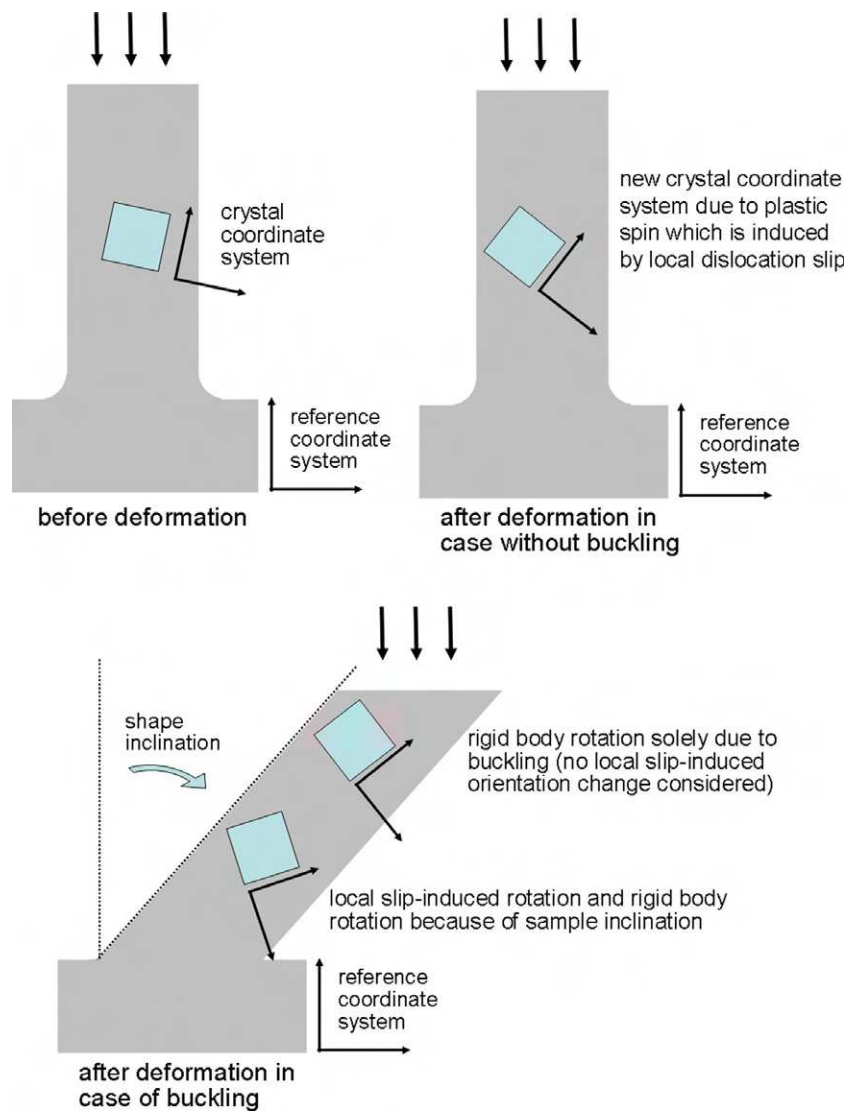 crystal
coordinate
system
reference
coordinate
system
before deformation
new crystal coordinate
system due to plastic
spin which is induced
by local dislocation slip
reference
coordinate
system
after deformation in
case without buckling
shape
inclination
rigid body rotation solely due to
buckling (no local slip-induced
orientation change considered)
local slip-induced rotation and rigid body
rotation because of sample inclination
reference
coordinate
system
after deformation in
case of buckling